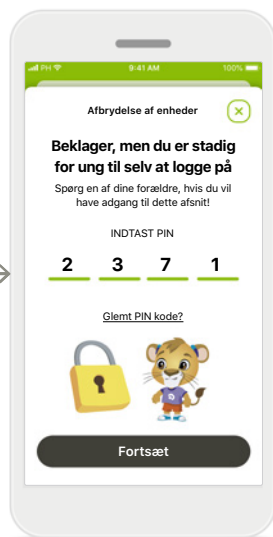 PH 9:41 AM 100%
Afbrydelse af enheder
Beklager, men du er stadig
for ung til selv at logge på
Spørg en af dine forældre, hvis du vil
have adgang til dette afsnit!
INDTAST PIN
2 3 7 1
Glemt PIN kode?
Fortsæt